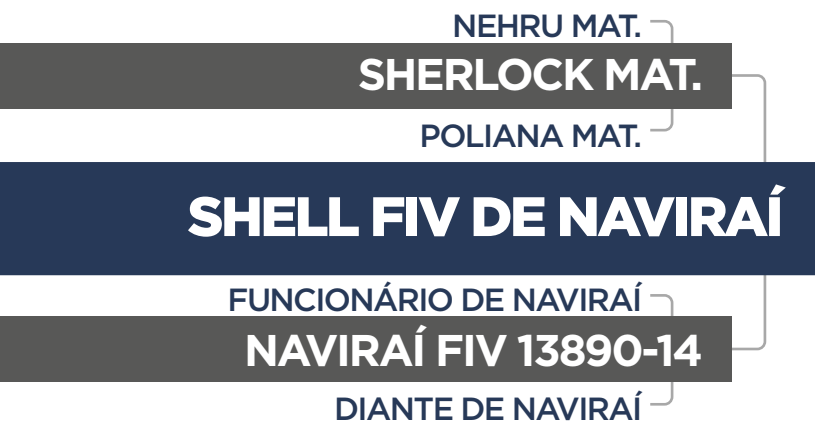 NEHRU MAT.
SHERLOCK MAT.
POLIANA MAT.
SHELL FIV DE NAVIRAÍ
FUNCIONÁRIO DE NAVIRAÍ
NAVIRAÍ FIV 13890-14
DIANTE DE NAVIRAÍ